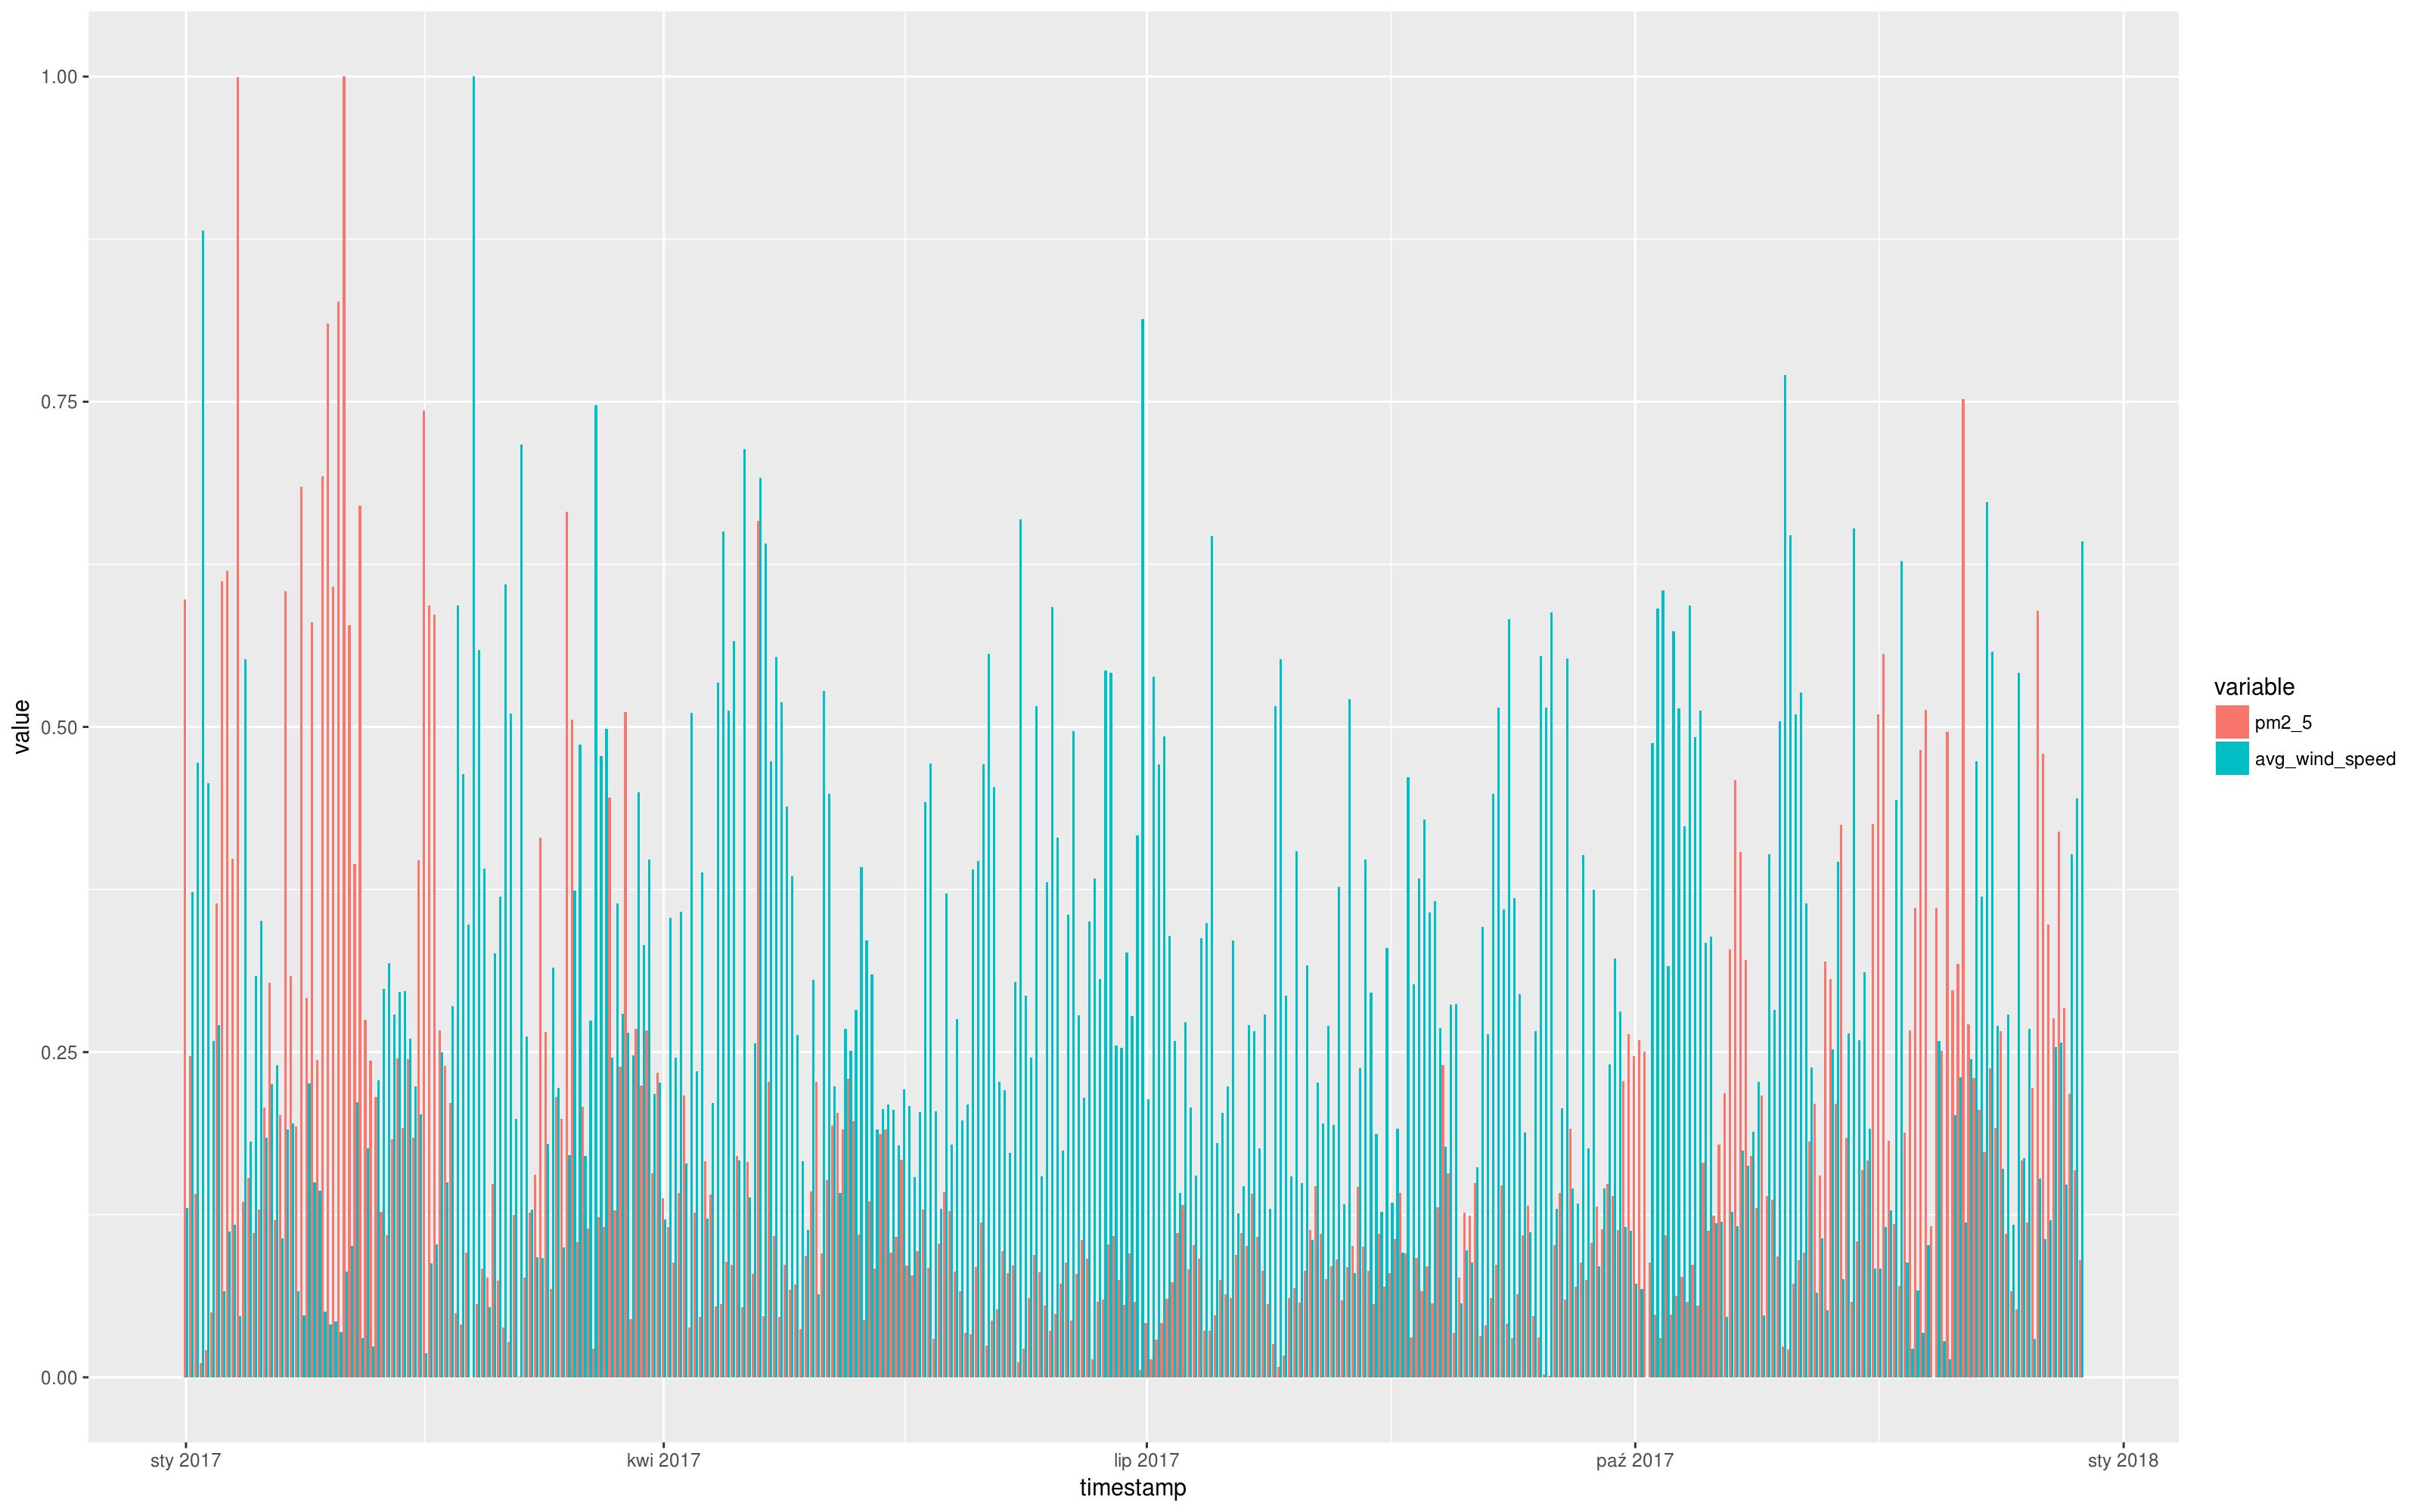 1.00
0.75
0.50
0.25
0.00
value
sty 2017
kwi 2017
lip 2017
paź 2017
sty 2018
timestamp
variable
pm2_5
avg_wind_speed